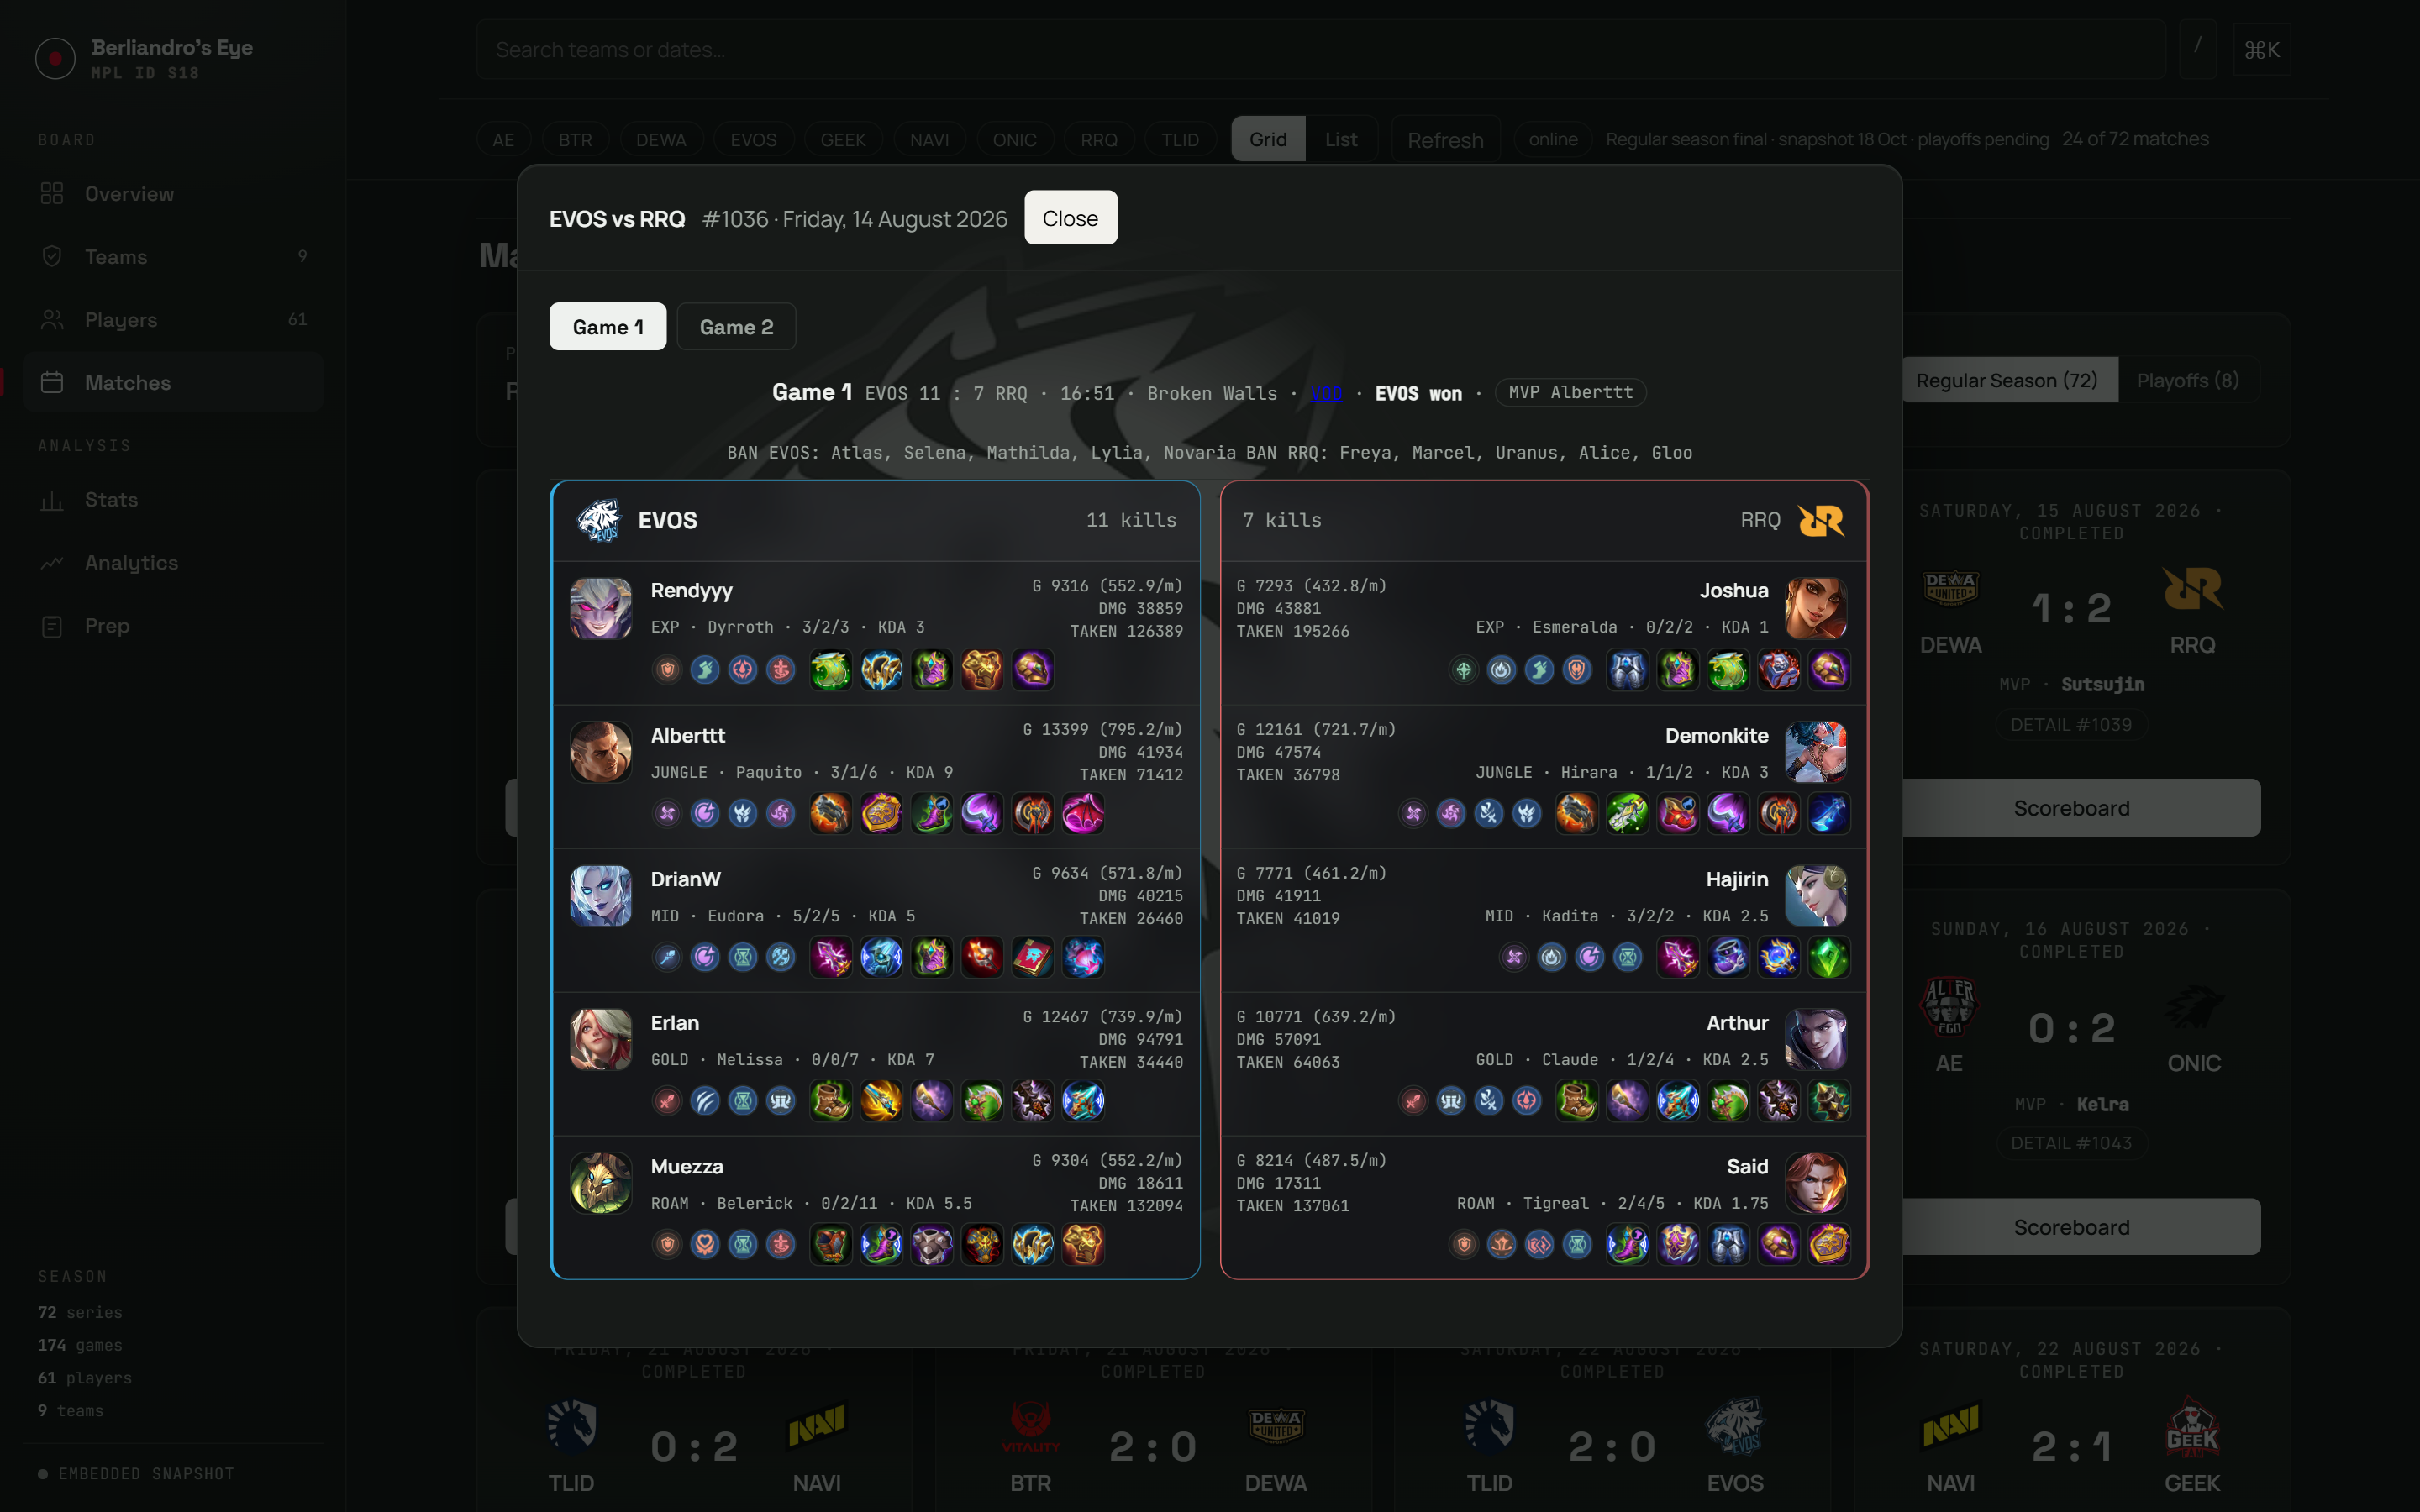 Berliandro's Eye
MPL ID S18
BOARD
Overview
Teams 9
Players 61
Matches
ANALYSIS
Stats
Analytics
Prep
SEASON
72 series
174 games
61 players
9 teams
EMBEDDED SNAPSHOT
Search teams or dates...
/
⌘K
AE BTR DEWA EVOS GEEK NAVI ONIC RRQ TLID Grid List Refresh online Regular season final · snapshot 18 Oct · playoffs pending 24 of 72 matches
EVOS vs RRQ #1036 · Friday, 14 August 2026 Close
Game 1 Game 2
Game 1 EVOS 11 : 7 RRQ · 16:51 · Broken Walls · VOD · EVOS won · MVP Alberttt
BAN EVOS: Atlas, Selena, Mathilda, Lylia, Novaria BAN RRQ: Freya, Marcel, Uranus, Alice, Gloo
EVOS 11 kills
Rendyyy
EXP · Dyrroth · 3/2/3 · KDA 3
G 9316 (552.9/m)
DMG 38859
TAKEN 126389
Alberttt
JUNGLE · Paquito · 3/1/6 · KDA 9
G 13399 (795.2/m)
DMG 41934
TAKEN 71412
DrianW
MID · Eudora · 5/2/5 · KDA 5
G 9634 (571.8/m)
DMG 40215
TAKEN 26460
Erlan
GOLD · Melissa · 0/0/7 · KDA 7
G 12467 (739.9/m)
DMG 94791
TAKEN 34440
Muezza
ROAM · Belerick · 0/2/11 · KDA 5.5
G 9304 (552.2/m)
DMG 18611
TAKEN 132094
7 kills RRQ
G 7293 (432.8/m)
DMG 43881
TAKEN 195266
Joshua
EXP · Esmeralda · 0/2/2 · KDA 1
G 12161 (721.7/m)
DMG 47574
TAKEN 36798
Demonkite
JUNGLE · Hirara · 1/1/2 · KDA 3
G 7771 (461.2/m)
DMG 41911
TAKEN 41019
Hajirin
MID · Kadita · 3/2/2 · KDA 2.5
G 10771 (639.2/m)
DMG 57091
TAKEN 64063
Arthur
GOLD · Claude · 1/2/4 · KDA 2.5
G 8214 (487.5/m)
DMG 17311
TAKEN 137061
Said
ROAM · Tigreal · 2/4/5 · KDA 1.75
Regular Season (72) Playoffs (8)
SATURDAY, 15 AUGUST 2026 ·
COMPLETED
DEWA 1 : 2 RRQ
MVP · Sutsujin
DETAIL #1039
Scoreboard
SUNDAY, 16 AUGUST 2026 ·
COMPLETED
AE 0 : 2 ONIC
MVP · Kelra
DETAIL #1043
Scoreboard
FRIDAY, 21 AUGUST 2026 ·
COMPLETED
TLID 0 : 2 NAVI
FRIDAY, 21 AUGUST 2026 ·
COMPLETED
BTR 2 : 0 DEWA
SATURDAY, 22 AUGUST 2026 ·
COMPLETED
TLID 2 : 0 EVOS
SATURDAY, 22 AUGUST 2026 ·
COMPLETED
NAVI 2 : 1 GEEK